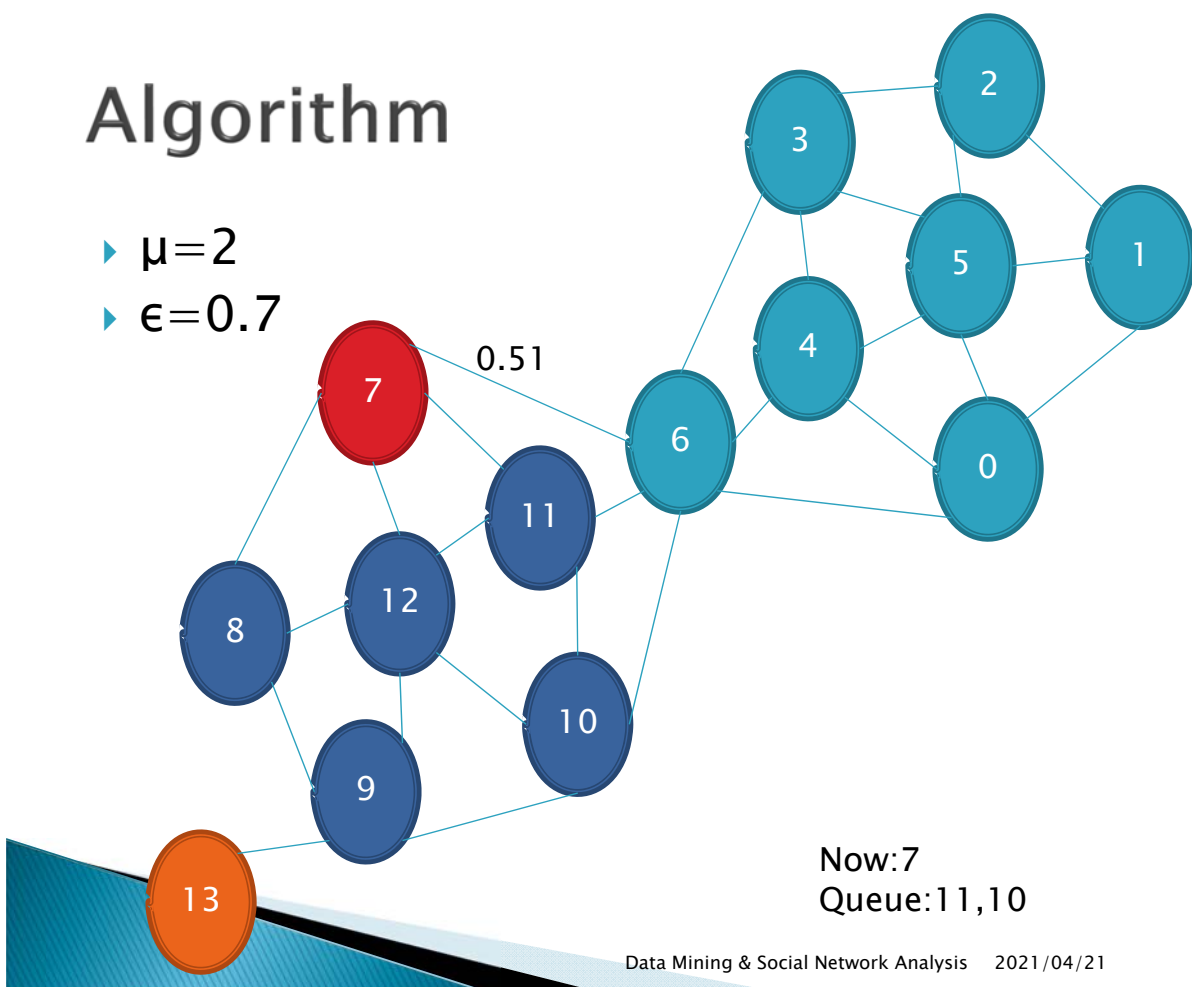 Algorithm
μ=2
ϵ=0.7
2
3
1
5
4
0.51
7
6
0
11
12
8
10
9
13
Now:7
Queue:11,10
Data Mining & Social Network Analysis 2021/04/21